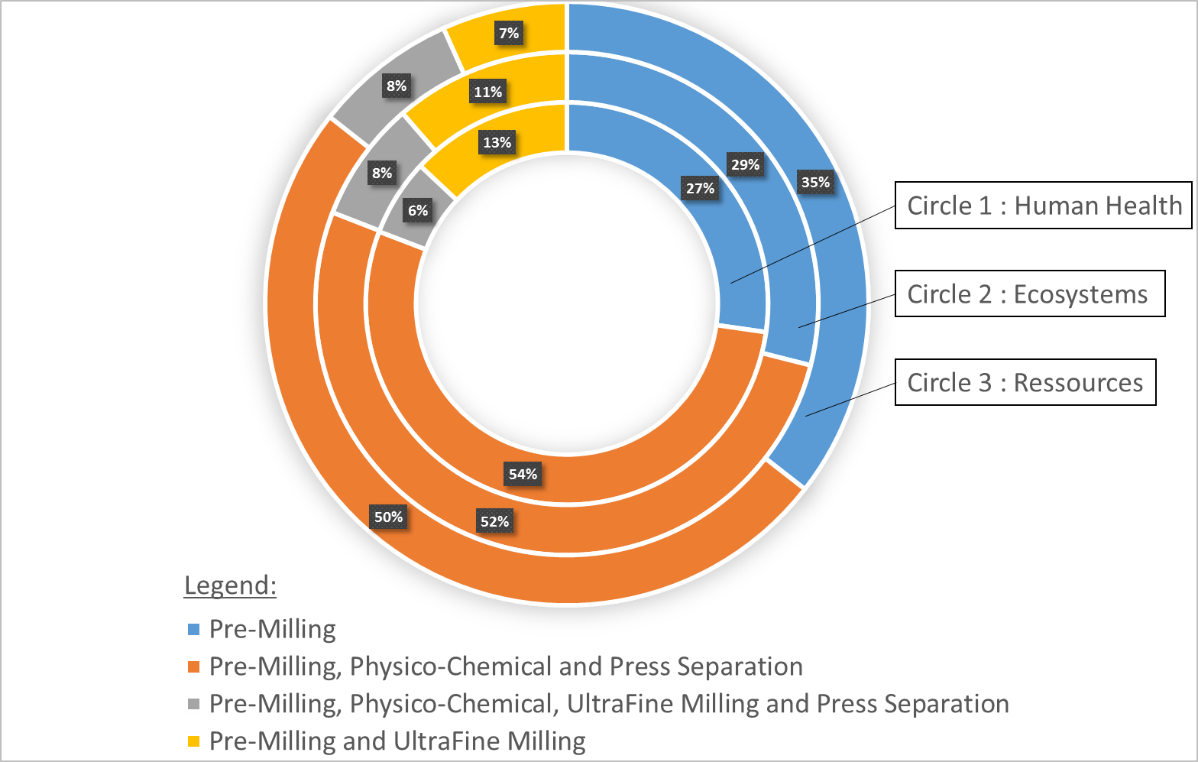 7%
8%
11%
13%
8%
6%
29%
35%
27%
Circle 1 : Human Health
Circle 2 : Ecosystems
Circle 3 : Ressources
54%
50%
52%
Legend:
Pre-Milling
Pre-Milling, Physico-Chemical and Press Separation
Pre-Milling, Physico-Chemical, UltraFine Milling and Press Separation
Pre-Milling and UltraFine Milling